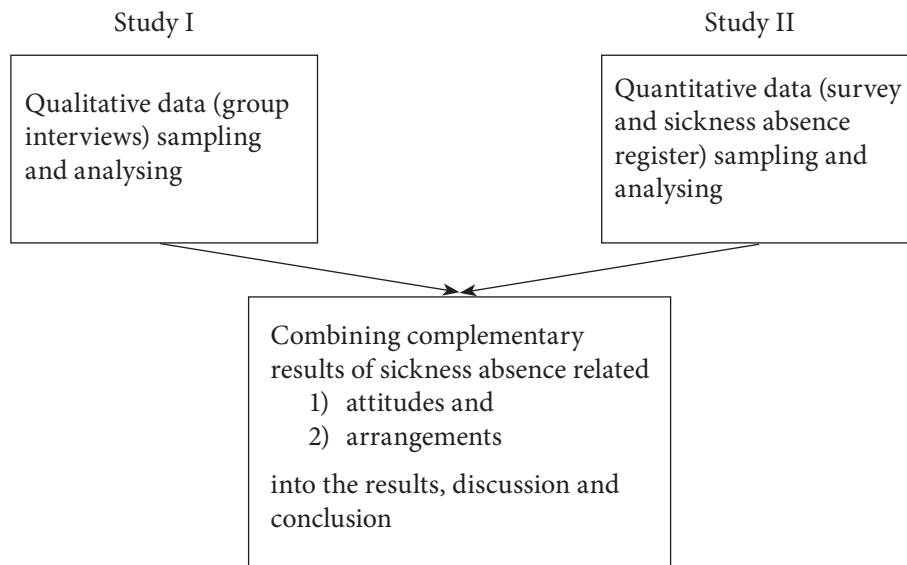 Study I
Qualitative data (group
interviews) sampling
and analysing
Study II
Quantitative data (survey
and sickness absence
register) sampling and
analysing
Combining complementary
results of sickness absence related
1) attitudes and
2) arrangements
into the results, discussion and
conclusion